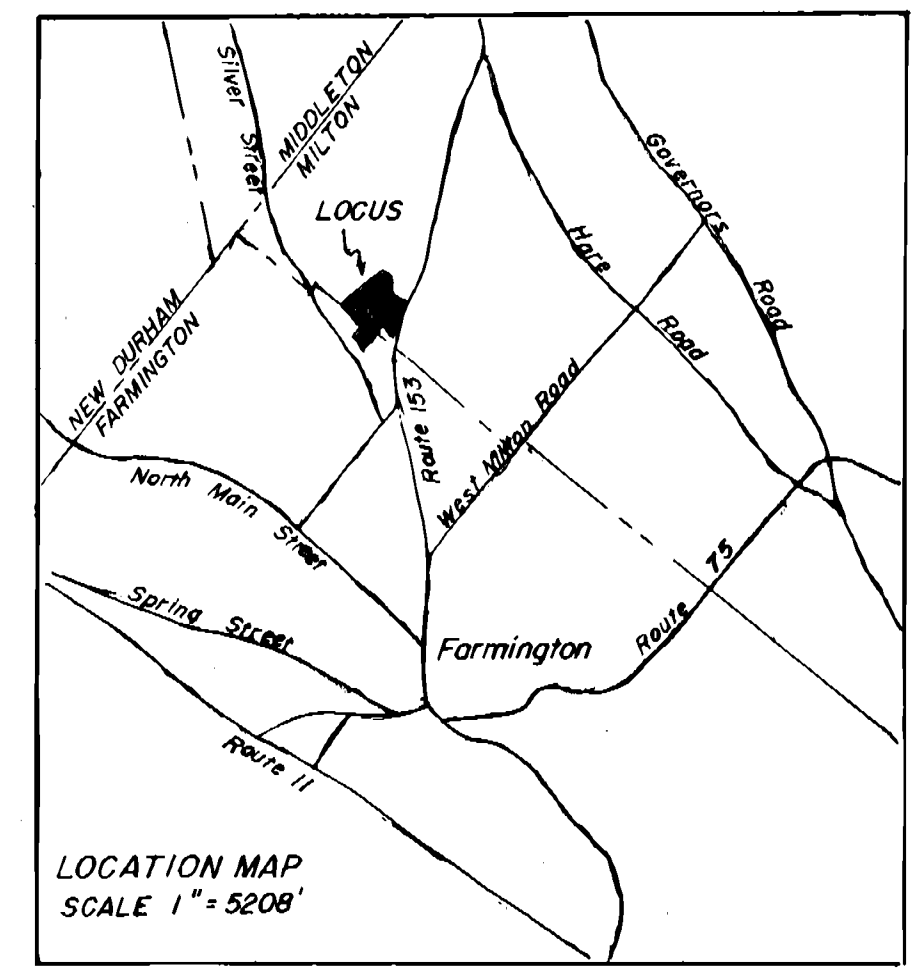 Silver Street
MIDDLETON
MILTON
LOCUS
Governors Road
Hare Road
NEW DURHAM
FARMINGTON
Route 153
West Milton Road
North Main Street
Spring Street
Farmington
Route 75
Route 11
LOCATION MAP
SCALE 1"=5208'